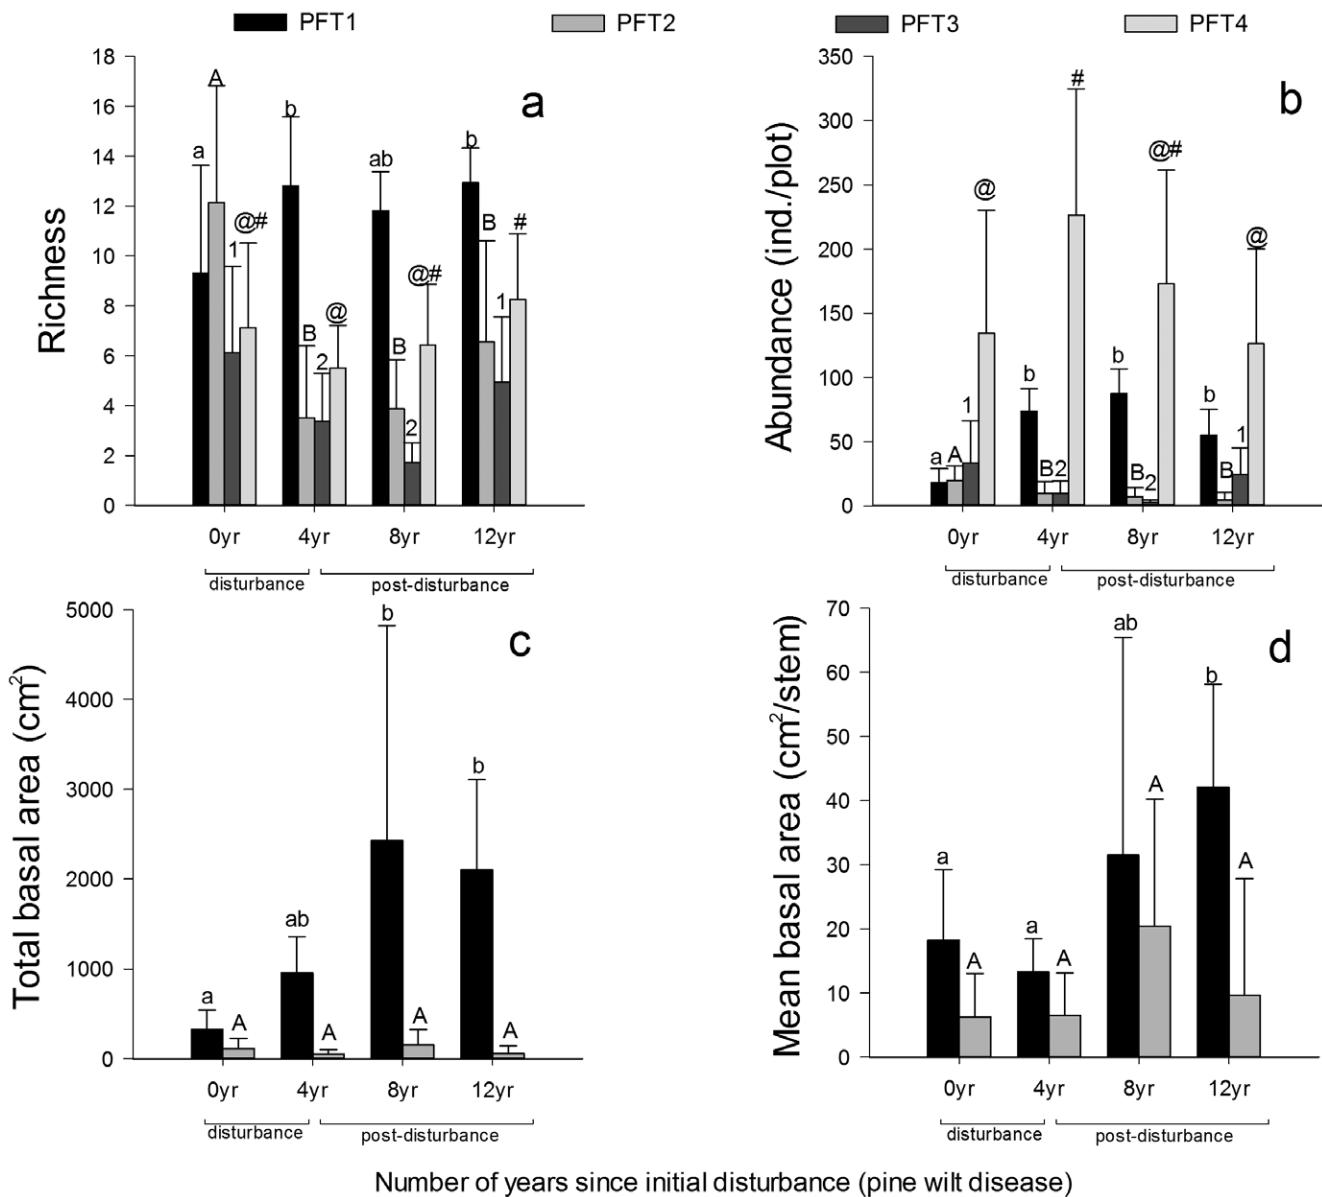 PFT1 PFT2 PFT3 PFT4
a
Richness
18
16
14
12
10
8
6
4
2
0
a A 1 @#
b B 2 @
ab B 2 @#
b B 1 #
0yr 4yr 8yr 12yr
disturbance post-disturbance
b
Abundance (ind./plot)
350
300
250
200
150
100
50
0
a A 1 @
b B 2 #
b B 2 @#
b B 1 @
0yr 4yr 8yr 12yr
disturbance post-disturbance
c
Total basal area (cm²)
5000
4000
3000
2000
1000
0
a A
ab A
b A
b A
0yr 4yr 8yr 12yr
disturbance post-disturbance
d
Mean basal area (cm²/stem)
70
60
50
40
30
20
10
0
a A
a A
ab A
b A
0yr 4yr 8yr 12yr
disturbance post-disturbance
Number of years since initial disturbance (pine wilt disease)